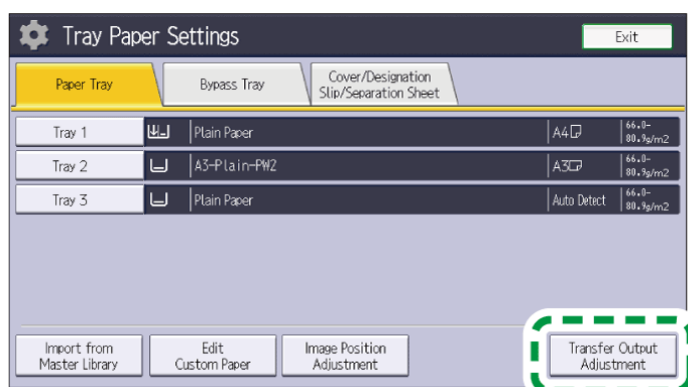 Tray Paper Settings
Exit
Paper Tray
Bypass Tray
Cover/Designation
Slip/Separation Sheet
Tray 1
Plain Paper
A4
66.0-
80.9g/m2
Tray 2
A3-Plain-PW2
A3
66.0-
80.9g/m2
Tray 3
Plain Paper
Auto Detect
66.0-
80.9g/m2
Import from
Master Library
Edit
Custom Paper
Image Position
Adjustment
Transfer Output
Adjustment